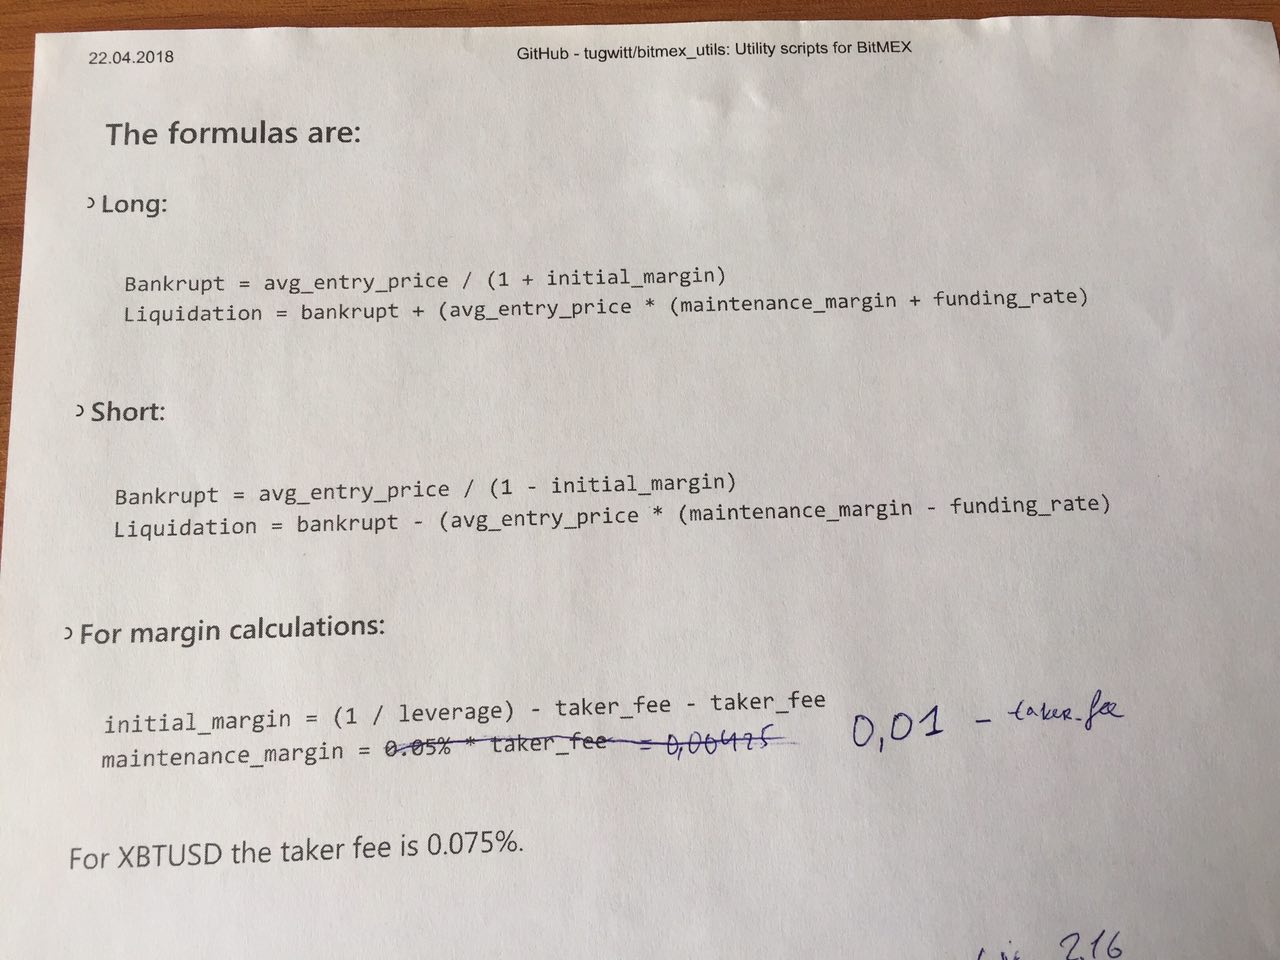 22.04.2018 GitHub - tugwitt/bitmex_utils: Utility scripts for BitMEX
The formulas are:
Long:
Bankrupt = avg_entry_price / (1 + initial_margin)
Liquidation = bankrupt + (avg_entry_price * (maintenance_margin + funding_rate)
Short:
Bankrupt = avg_entry_price / (1 - initial_margin)
Liquidation = bankrupt - (avg_entry_price * (maintenance_margin - funding_rate)
For margin calculations:
initial_margin = (1 / leverage) - taker_fee - taker_fee
maintenance_margin = 0.05% * taker_fee = 0,00425 0,01 - taker_fee
For XBTUSD the taker fee is 0.075%.
2.16